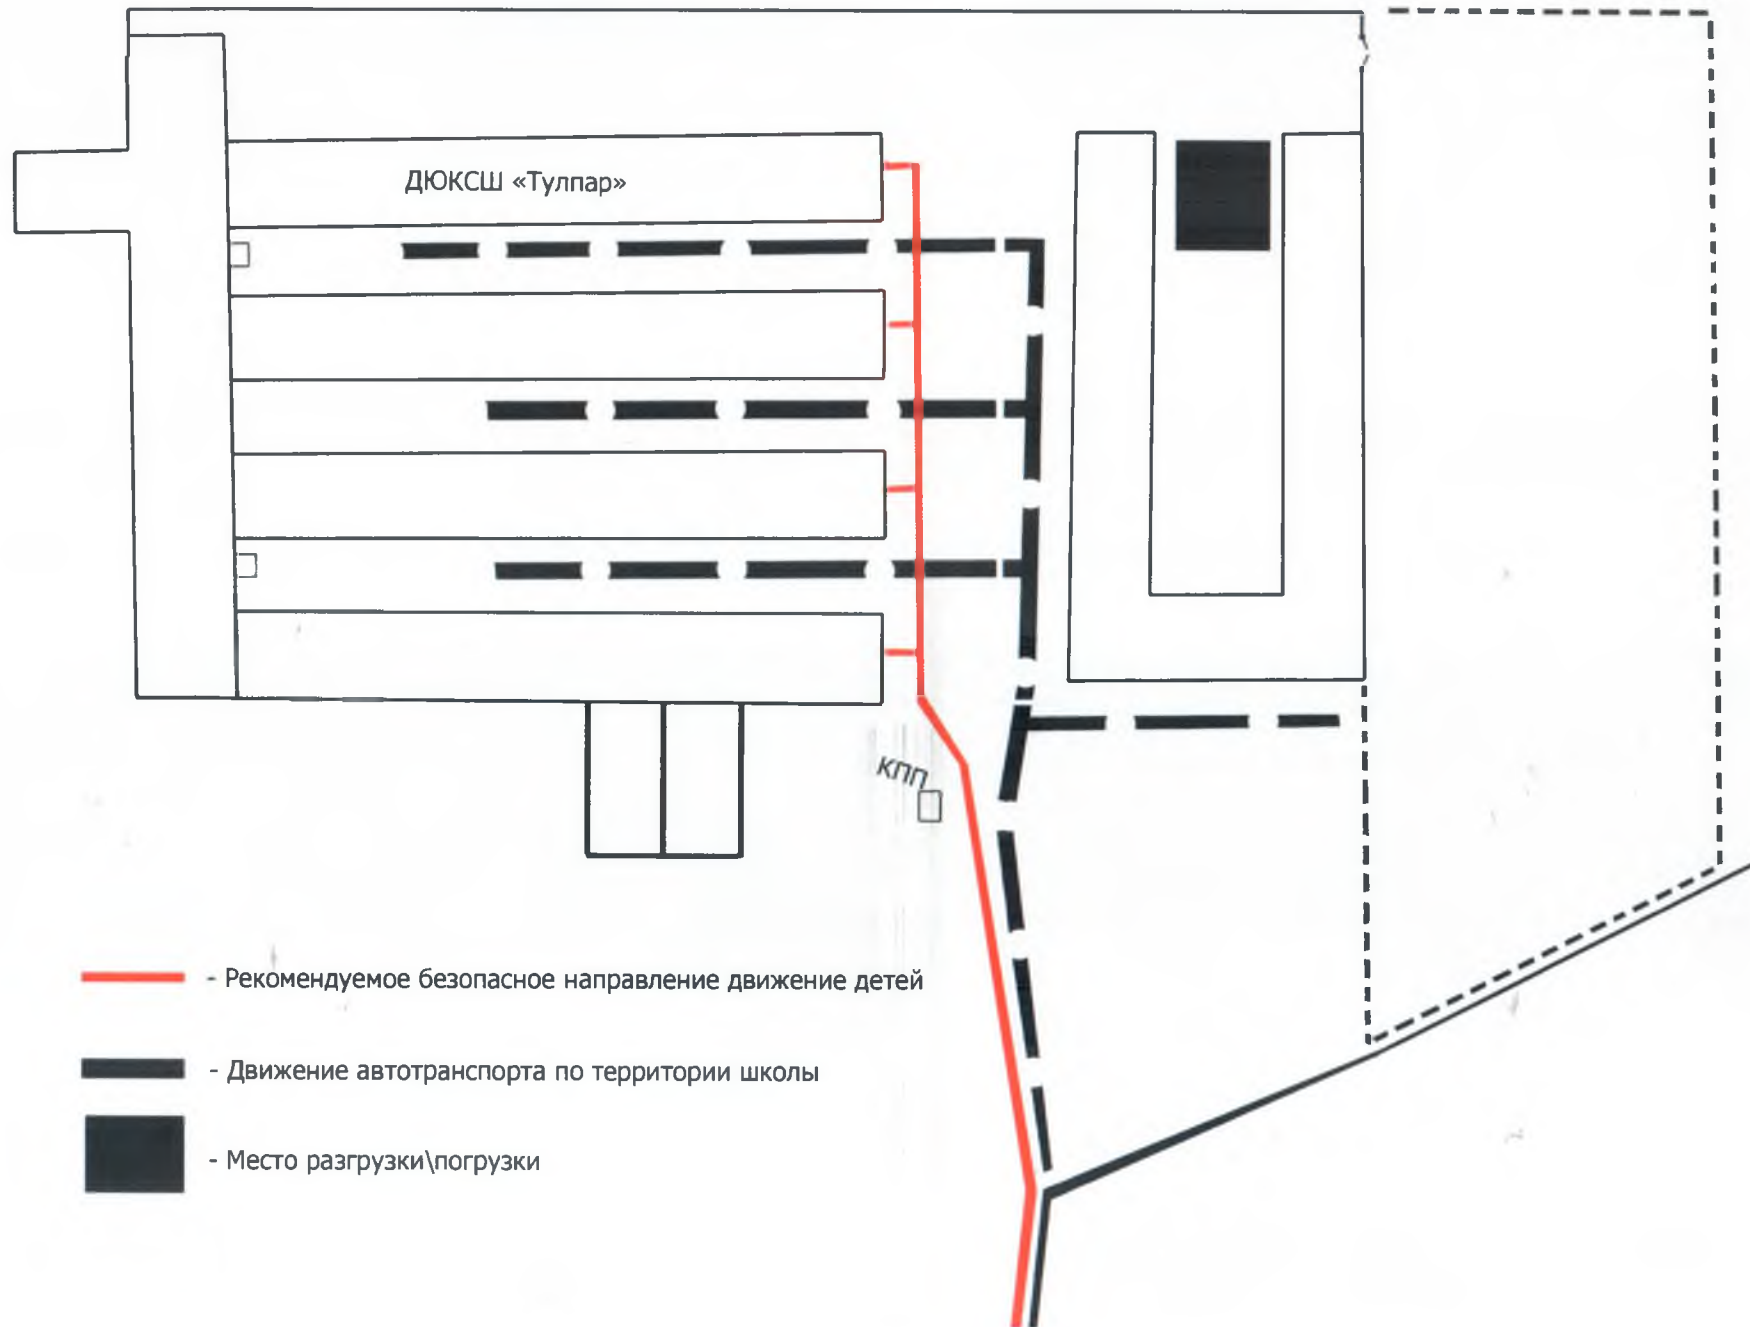 ДЮКСШ «Тулпар»
КПП
- Рекомендуемое безопасное направление движение детей
- Движение автотранспорта по территории школы
- Место разгрузки\погрузки